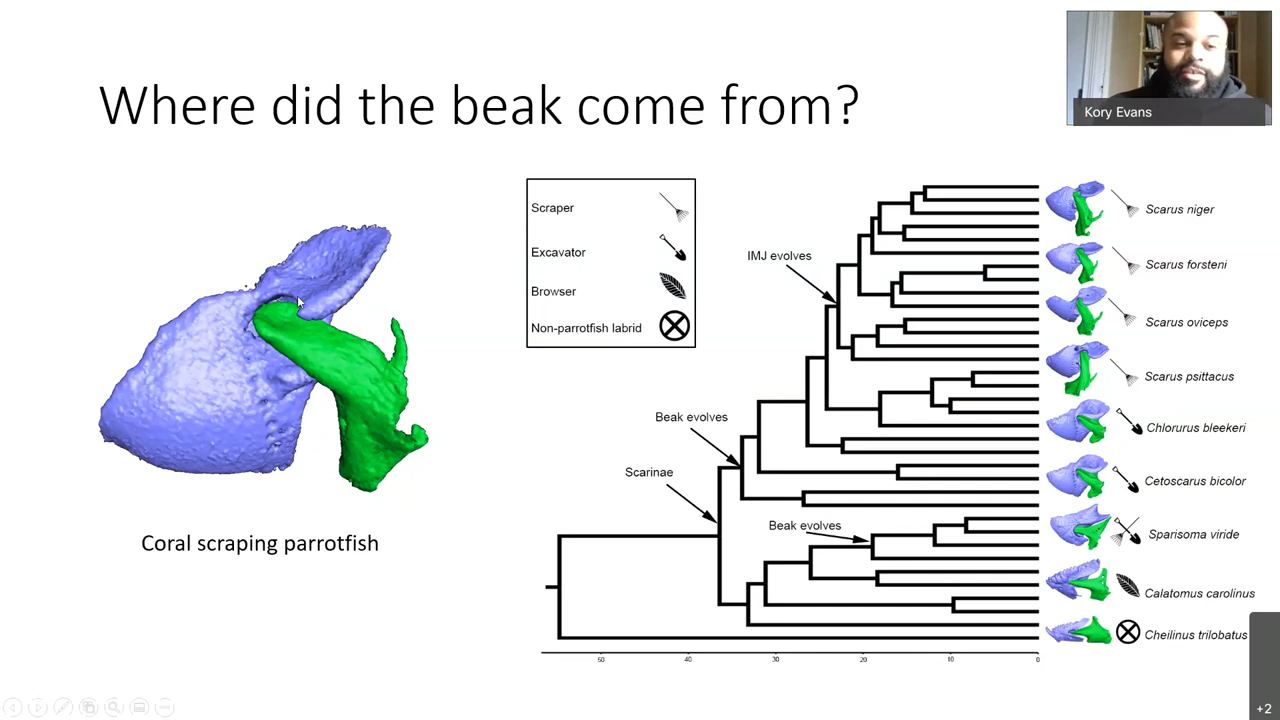 Where did the beak come from?
Kory Evans
Scraper
Excavator
Browser
Non-parrotfish labrid
IMJ evolves
Beak evolves
Scarinae
Beak evolves
Scarus niger
Scarus forsteni
Scarus oviceps
Scarus psittacus
Chlorurus bleekeri
Cetoscarus bicolor
Sparisoma viride
Calatomus carolinus
Cheilinus trilobatus
Coral scraping parrotfish
50 40 30 20 10 0
+2